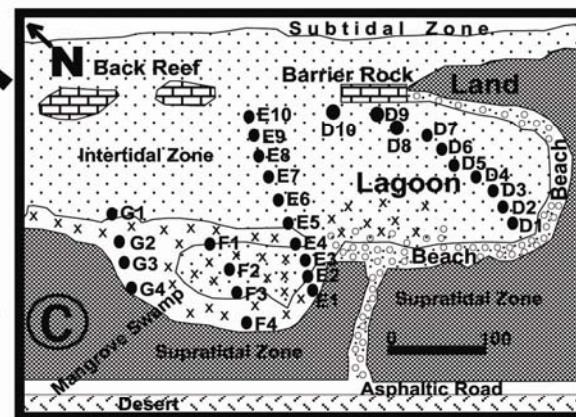 Subtidal Zone
N
Back Reef
Barrier Rock
Land
E10
D10
D9
D8
D7
E9
D6
Intertidal Zone
E8
D5
E7
Lagoon
D4
Beach
D3
E6
D2
G1
E5
D1
G2
F1
E4
Beach
G3
F2
E3
E2
G4
F3
E1
C
Mangrove Swamp
F4
Supratidal Zone
Supratidal Zone
0 100
Asphaltic Road
Desert